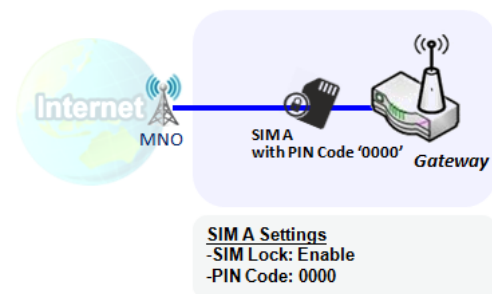 Internet
MNO
SIM A
with PIN Code ‘0000’
Gateway
SIM A Settings
-SIM Lock: Enable
-PIN Code: 0000